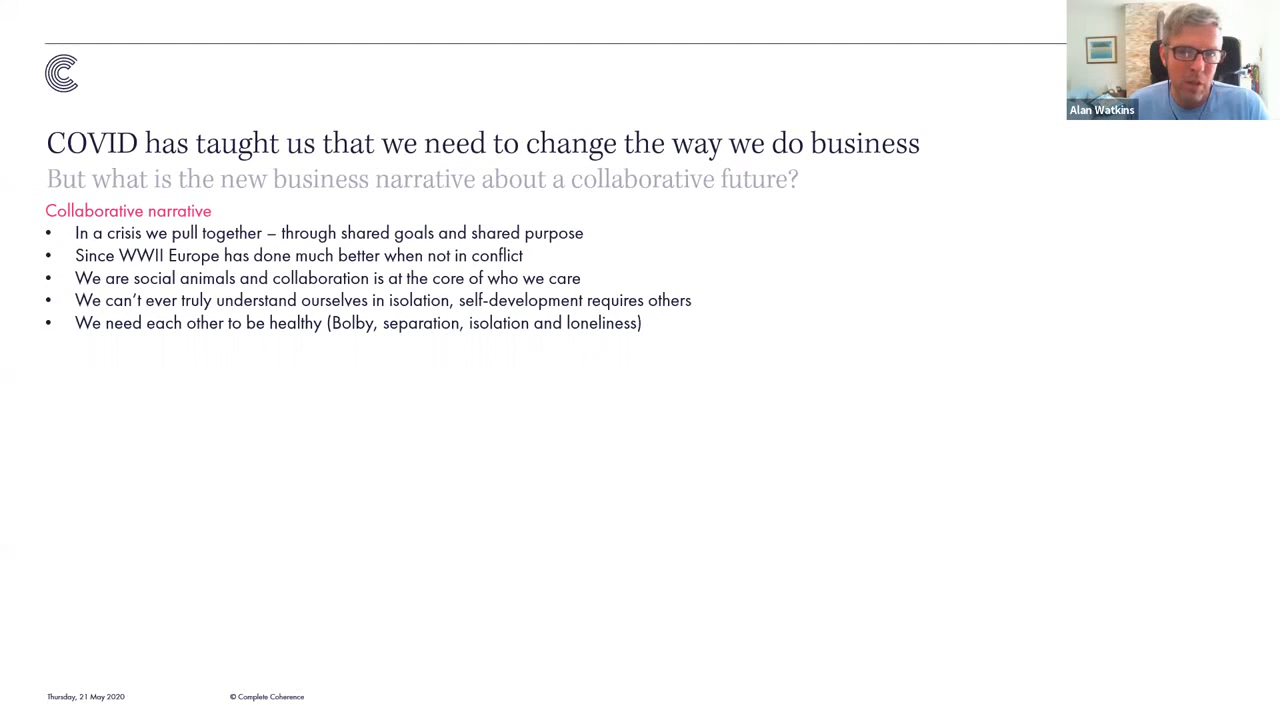 Alan Watkins
COVID has taught us that we need to change the way we do business
But what is the new business narrative about a collaborative future?
Collaborative narrative
• In a crisis we pull together – through shared goals and shared purpose
• Since WWII Europe has done much better when not in conflict
• We are social animals and collaboration is at the core of who we care
• We can't ever truly understand ourselves in isolation, self-development requires others
• We need each other to be healthy (Bolby, separation, isolation and loneliness)
Thursday, 21 May 2020 © Complete Coherence